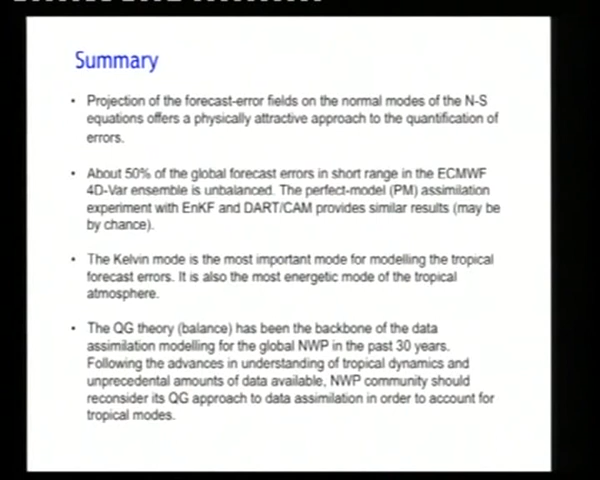 Summary
• Projection of the forecast-error fields on the normal modes of the N-S
equations offers a physically attractive approach to the quantification of
errors.
• About 50% of the global forecast errors in short range in the ECMWF
4D-Var ensemble is unbalanced. The perfect-model (PM) assimilation
experiment with EnKF and DART/CAM provides similar results (may be
by chance).
• The Kelvin mode is the most important mode for modelling the tropical
forecast errors. It is also the most energetic mode of the tropical
atmosphere.
• The QG theory (balance) has been the backbone of the data
assimilation modelling for the global NWP in the past 30 years.
Following the advances in understanding of tropical dynamics and
unprecedental amounts of data available, NWP community should
reconsider its QG approach to data assimilation in order to account for
tropical modes.